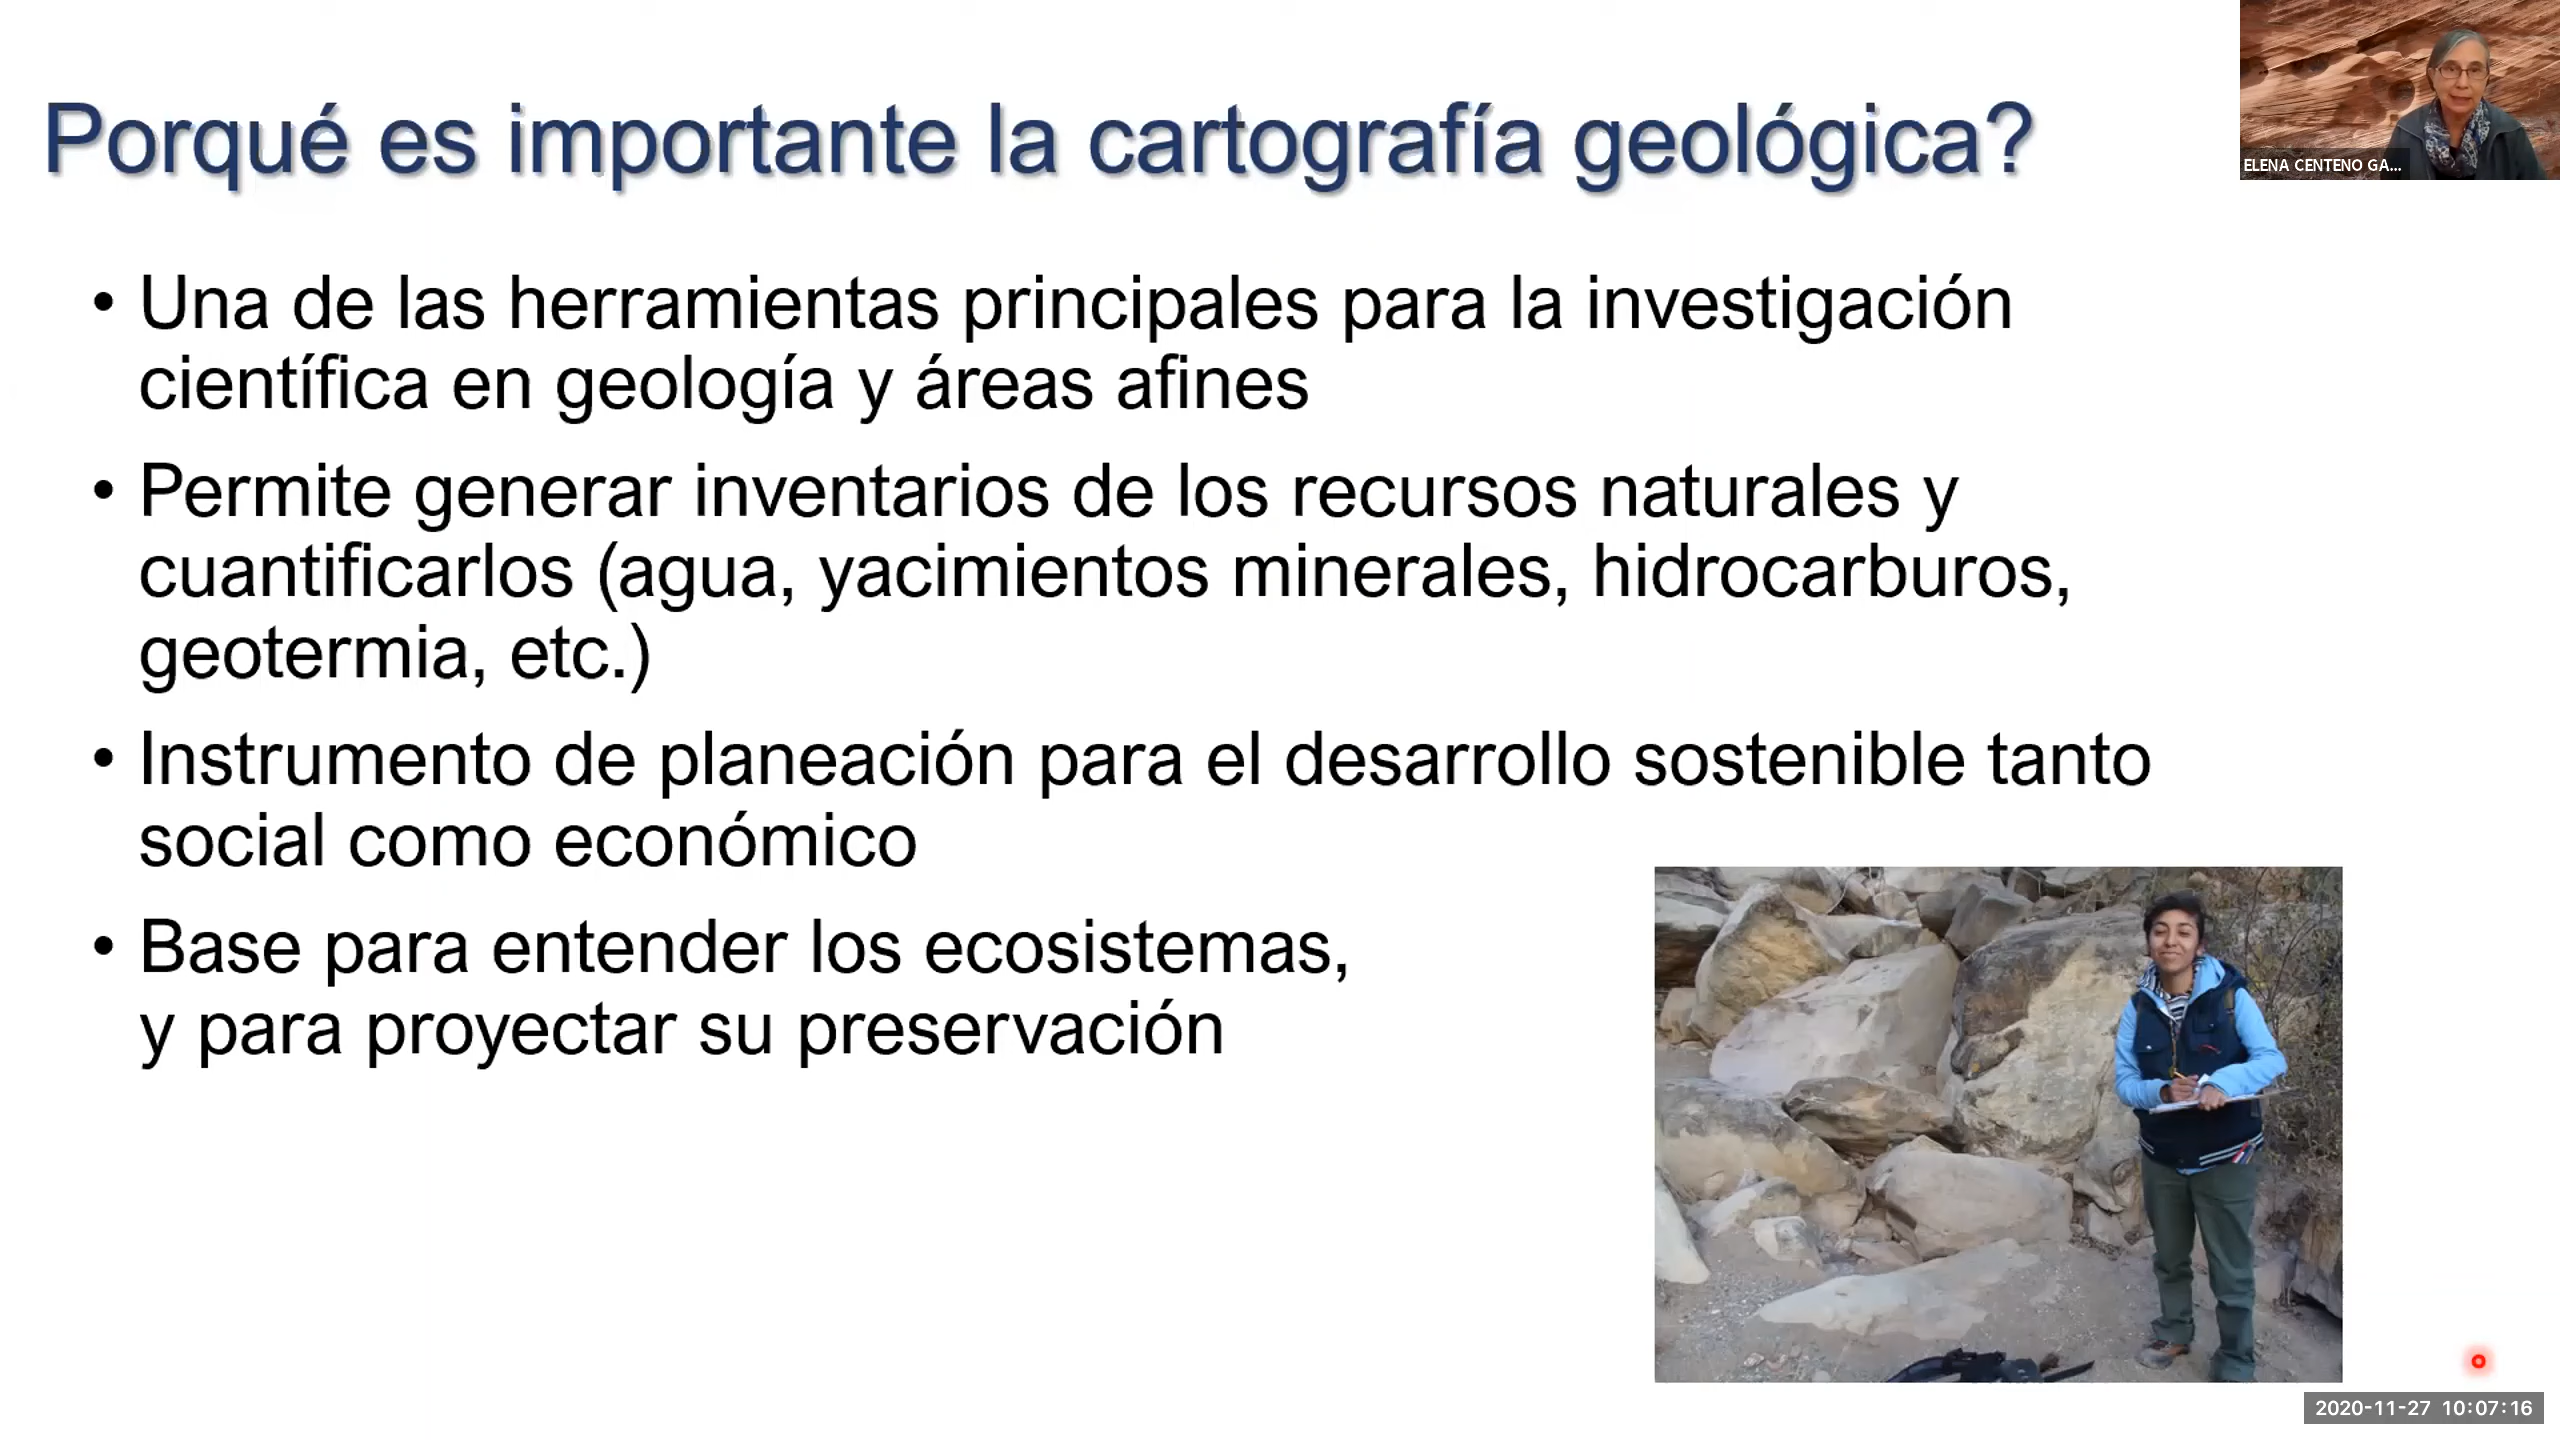 Porqué es importante la cartografía geológica?
ELENA CENTENO GA...
• Una de las herramientas principales para la investigación
científica en geología y áreas afines
• Permite generar inventarios de los recursos naturales y
cuantificarlos (agua, yacimientos minerales, hidrocarburos,
geotermia, etc.)
• Instrumento de planeación para el desarrollo sostenible tanto
social como económico
• Base para entender los ecosistemas,
y para proyectar su preservación
2020-11-27 10:07:16